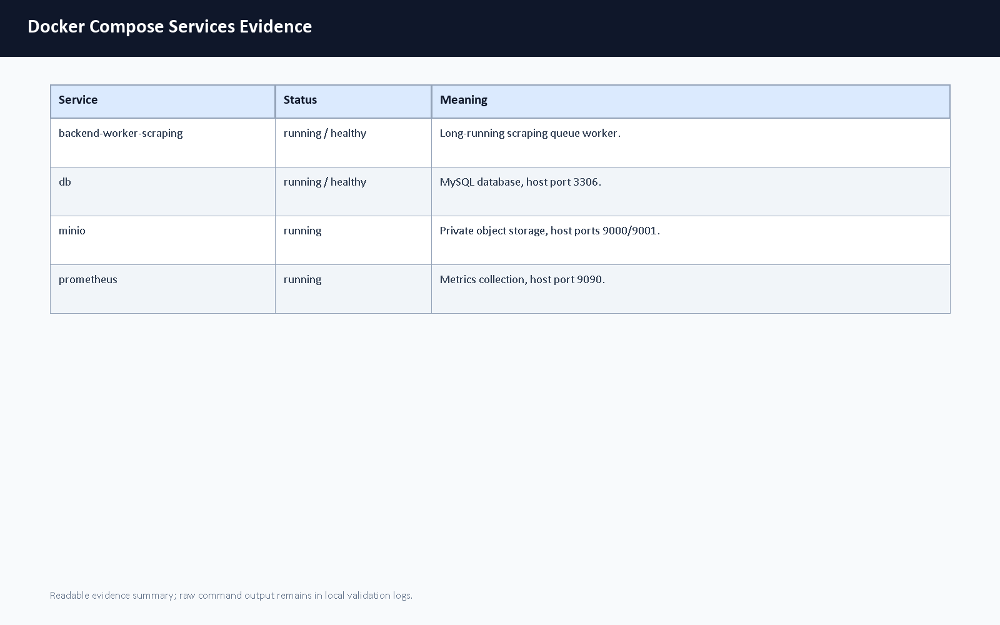 Docker Compose Services Evidence
Service Status Meaning
backend-worker-scraping running / healthy Long-running scraping queue worker.
db running / healthy MySQL database, host port 3306.
minio running Private object storage, host ports 9000/9001.
prometheus running Metrics collection, host port 9090.
Readable evidence summary; raw command output remains in local validation logs.